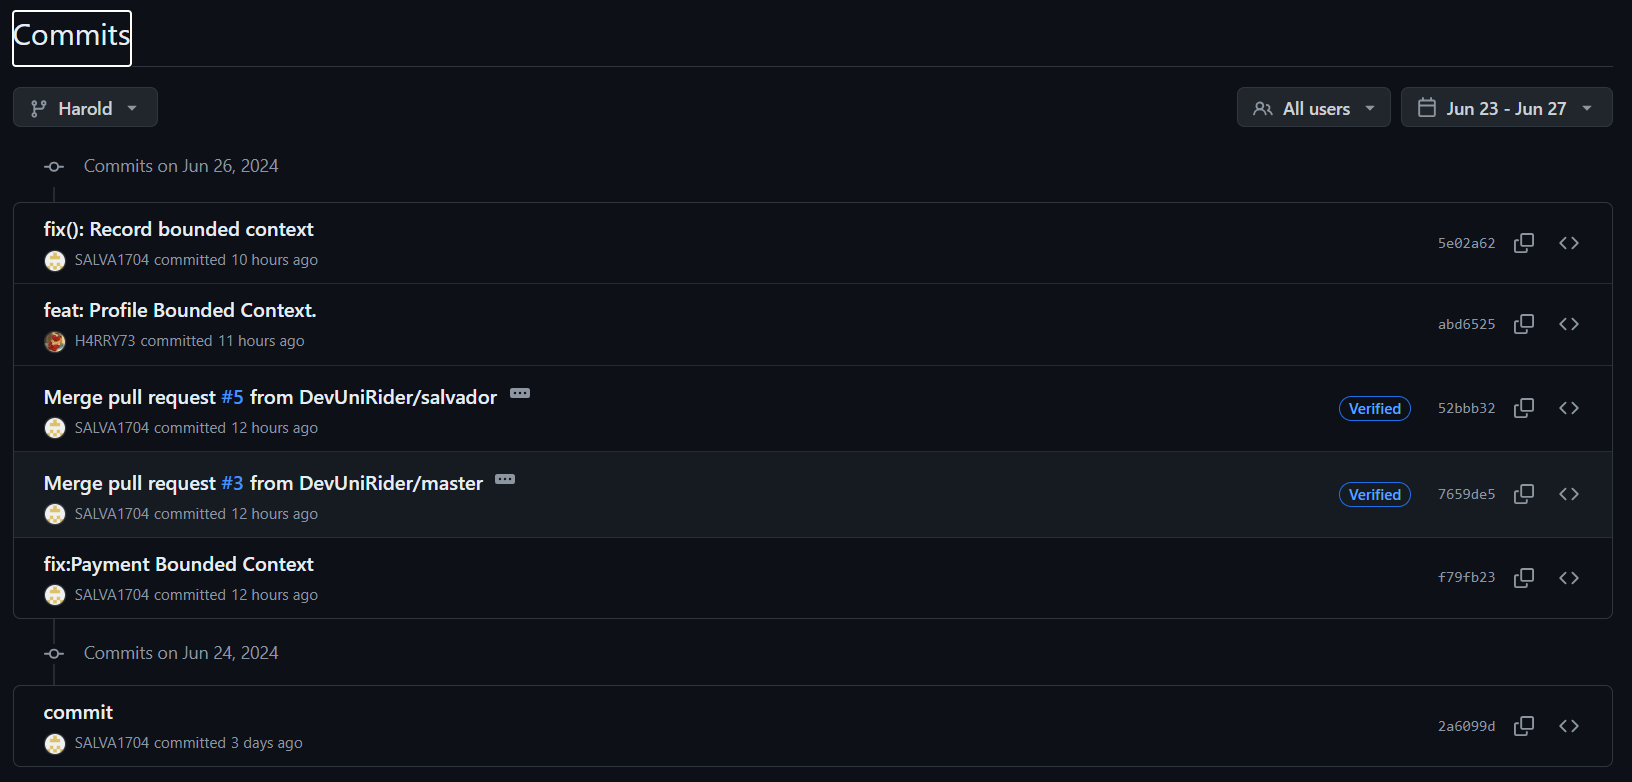 Commits
Harold
All users
Jun 23 - Jun 27
Commits on Jun 26, 2024
fix(): Record bounded context
SALVA1704 committed 10 hours ago
5e02a62
feat: Profile Bounded Context.
H4RRY73 committed 11 hours ago
abd6525
Merge pull request #5 from DevUniRider/salvador
SALVA1704 committed 12 hours ago
Verified
52bbb32
Merge pull request #3 from DevUniRider/master
SALVA1704 committed 12 hours ago
Verified
7659de5
fix:Payment Bounded Context
SALVA1704 committed 12 hours ago
f79fb23
Commits on Jun 24, 2024
commit
SALVA1704 committed 3 days ago
2a6099d